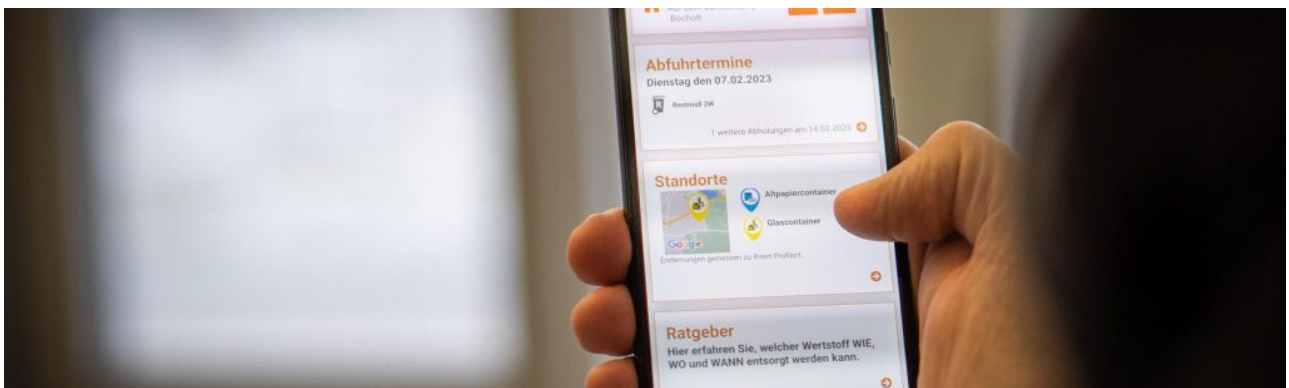 Bocholt
Abfuhrtermine
Dienstag den 07.02.2023
R
Restmüll 2W
1 weitere Abholungen am 14.02.2023
Standorte
Altpapiercontainer
Glascontainer
Google
Entfernungen gemessen zu Ihrem Profilort.
Ratgeber
Hier erfahren Sie, welcher Wertstoff WIE,
WO und WANN entsorgt werden kann.